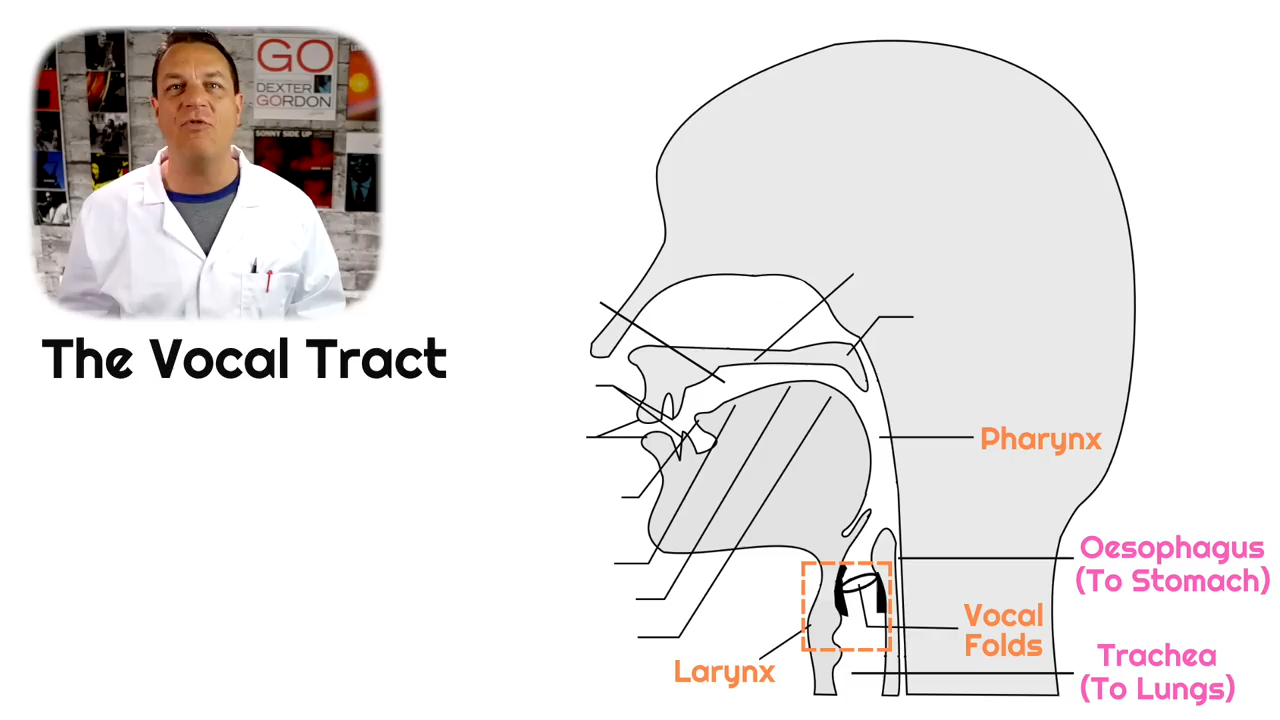 GO
DEXTER
GORDON
SONNY SIDE UP
The Vocal Tract
Pharynx
Oesophagus
(To Stomach)
Vocal
Folds
Trachea
(To Lungs)
Larynx